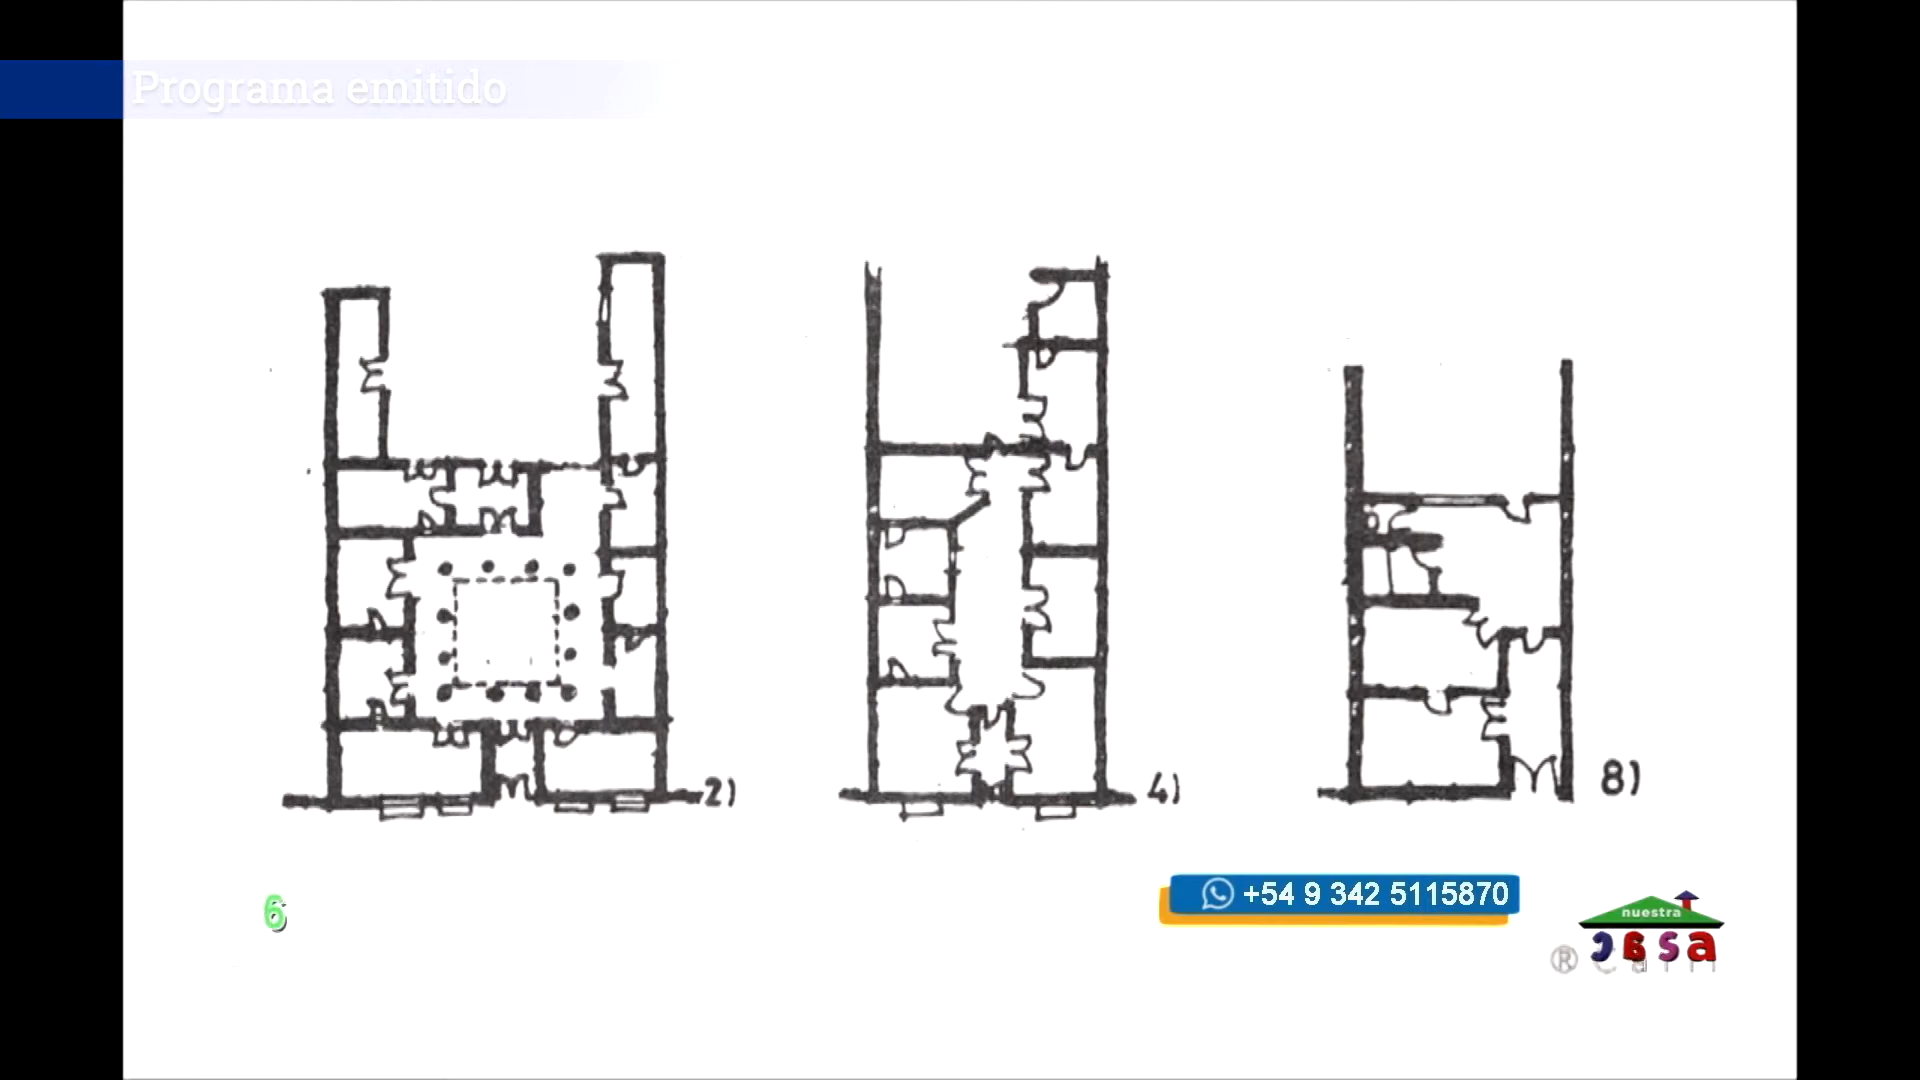 Programa emitido
2)
4)
8)
6
+54 9 342 5115870
nuestra
casa
®